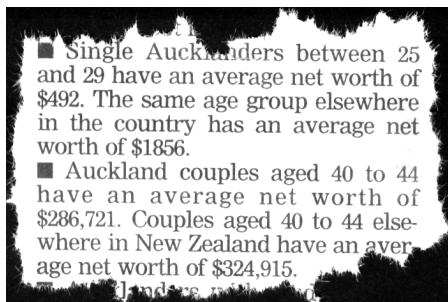 ■ Single Aucklanders between 25
and 29 have an average net worth of
$492. The same age group elsewhere
in the country has an average net
worth of $1856.
■ Auckland couples aged 40 to 44
have an average net worth of
$286,721. Couples aged 40 to 44 else-
where in New Zealand have an aver-
age net worth of $324,915.